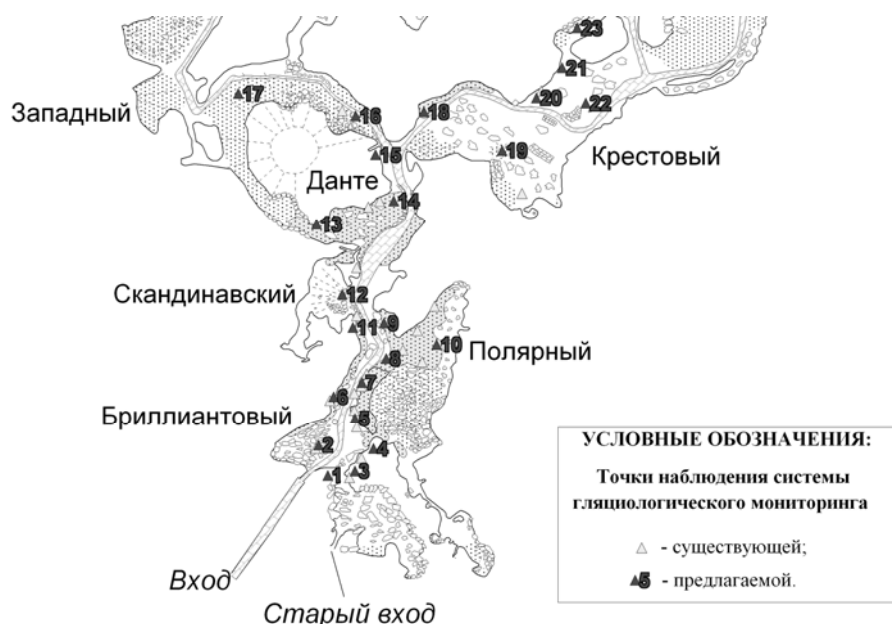 23
21
17
20
22
Западный
16
18
15
19
Крестовый
Данте
14
13
Скандинавский
12
11
9
8
10
Полярный
7
6
Бриллиантовый
5
2
4
1
3
Вход
Старый вход
УСЛОВНЫЕ ОБОЗНАЧЕНИЯ:
Точки наблюдения системы
гляциологического мониторинга
- существующей;
5 - предлагаемой.